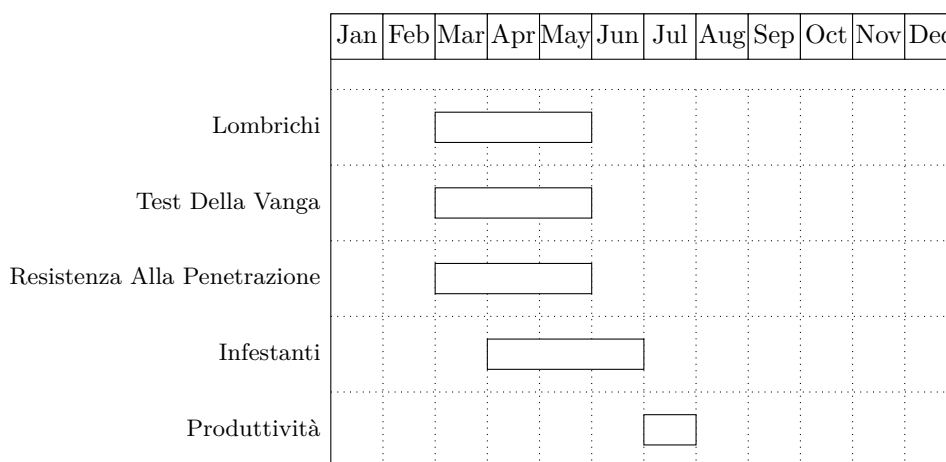 Jan Feb Mar Apr May Jun Jul Aug Sep Oct Nov Dec
Lombrichi
Test Della Vanga
Resistenza Alla Penetrazione
Infestanti
Produttività